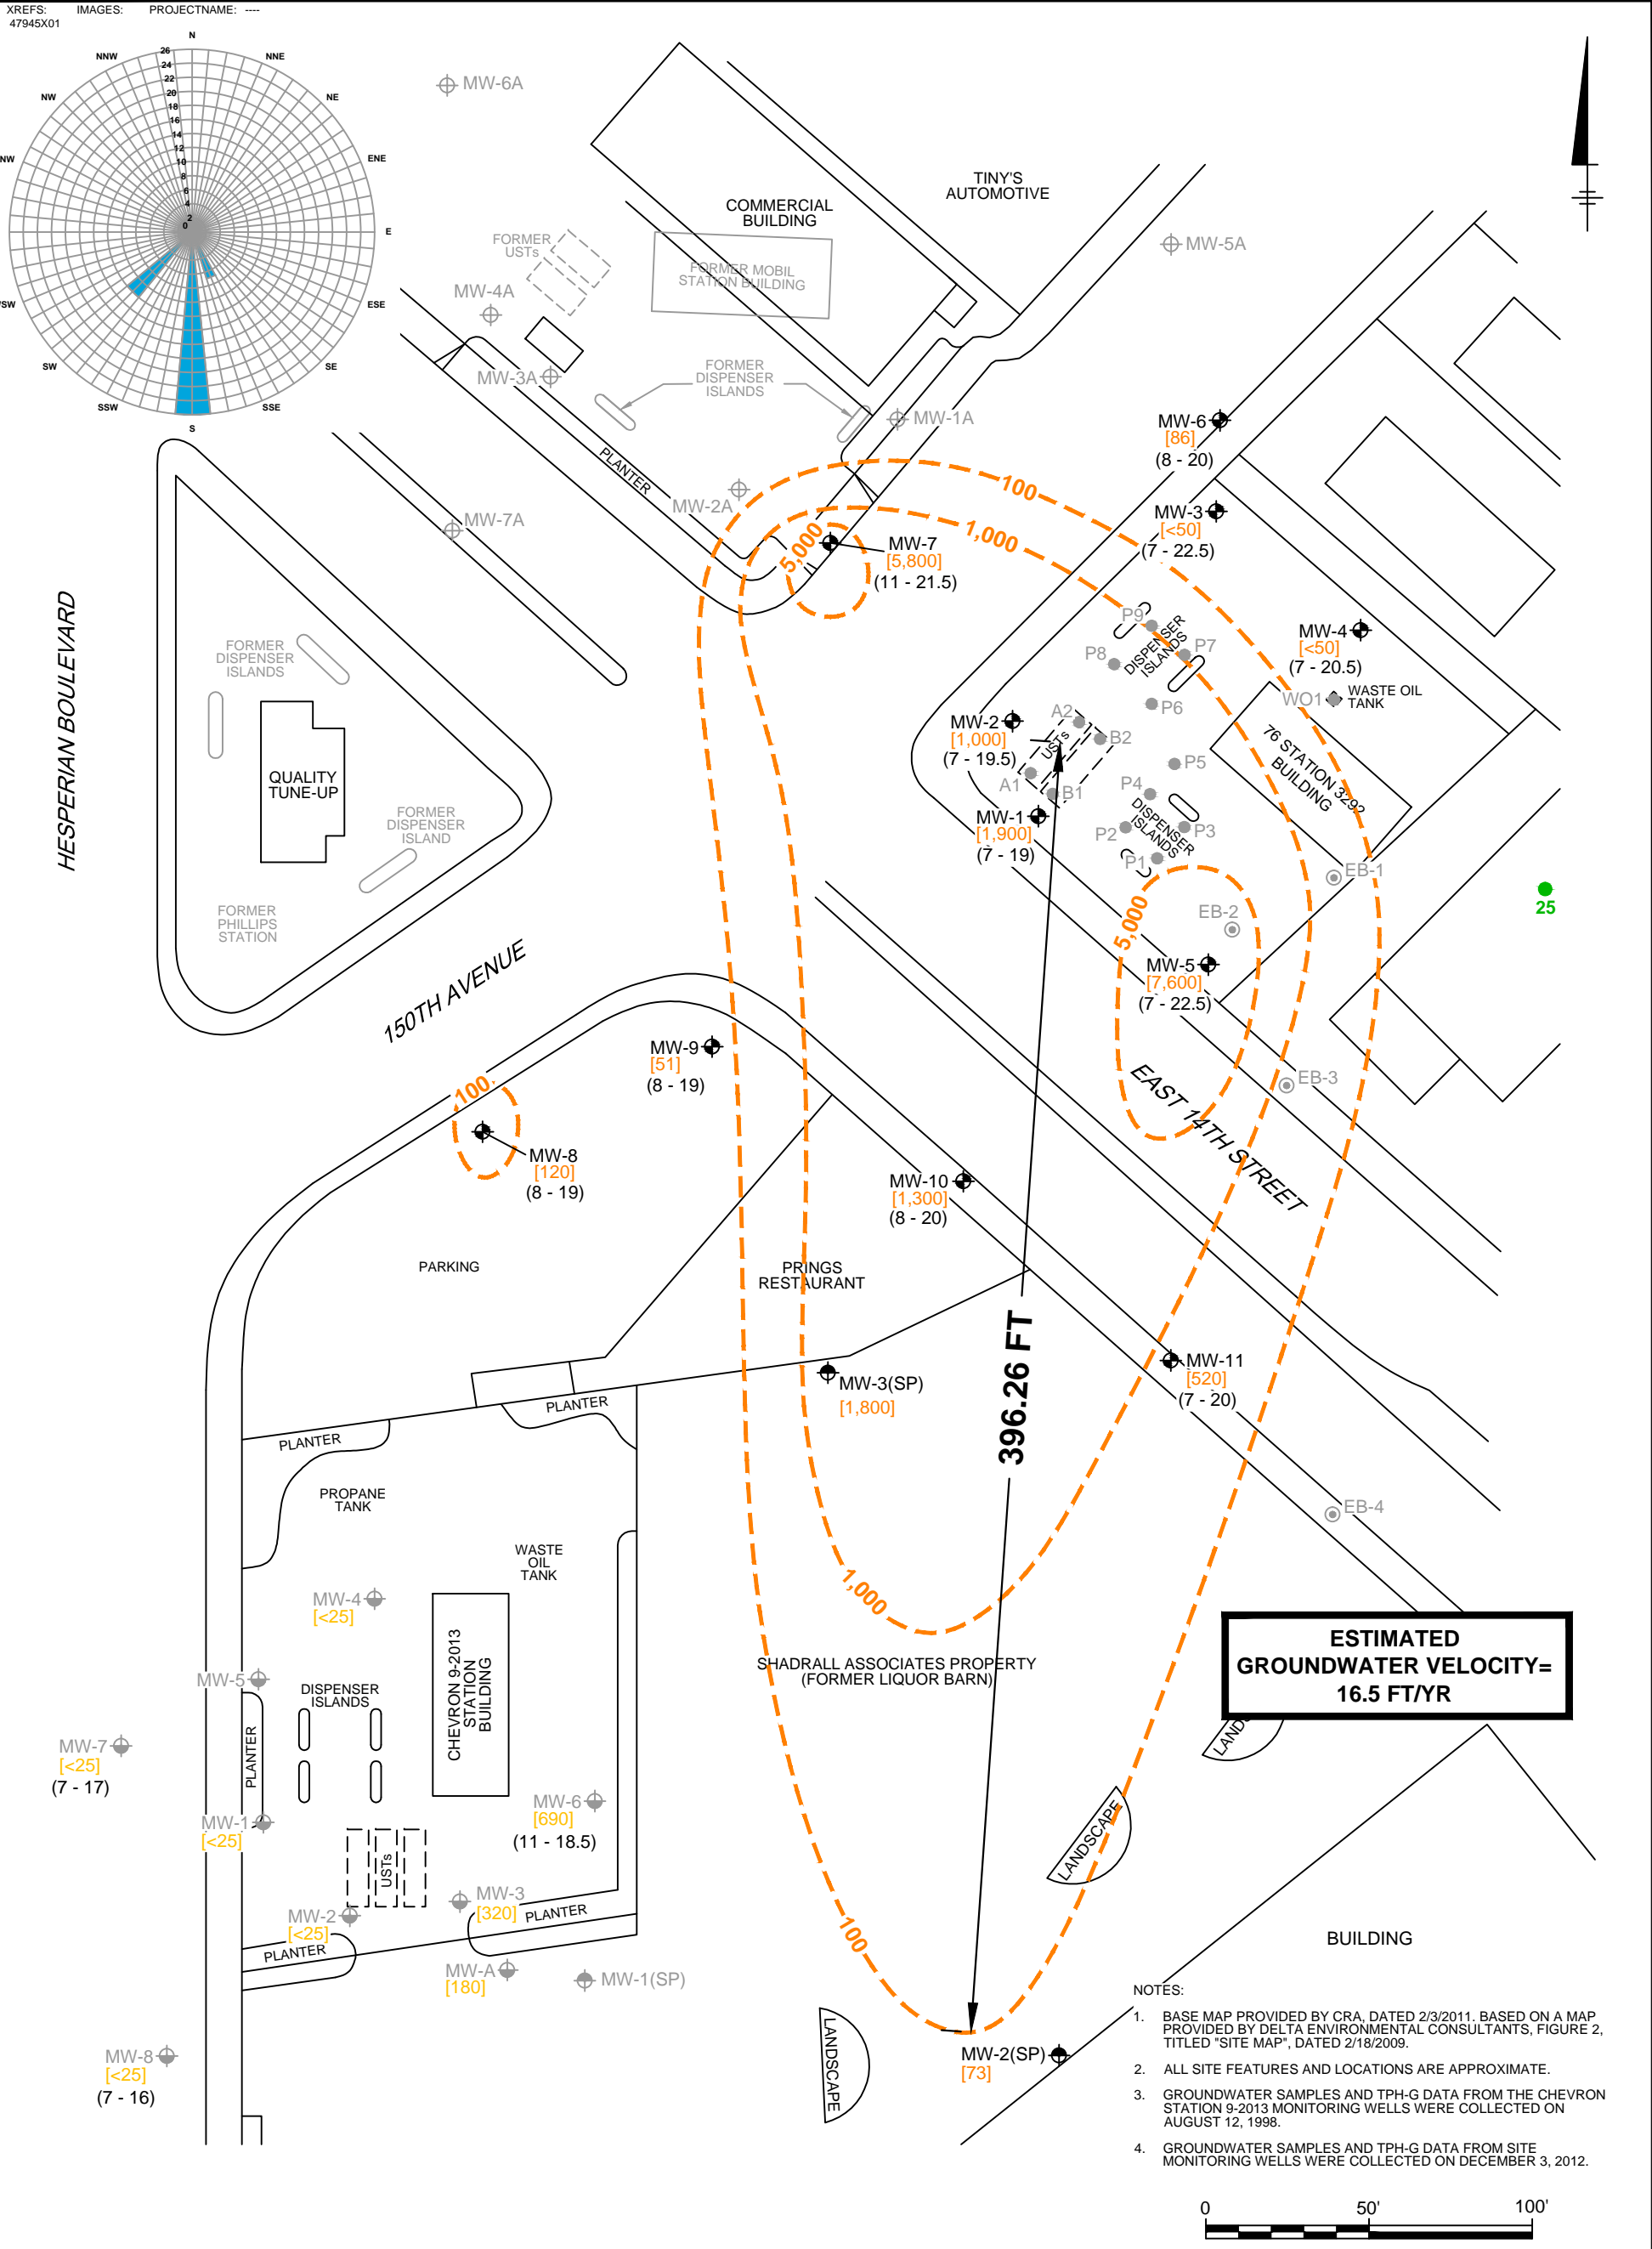 XREFS: IMAGES: PROJECTNAME: ----
47945X01
N
NNW
NNE
NW
NE
NW
ENE
E
SW
ESE
SW
SE
SSW
SSE
S
26
24
22
20
18
16
14
12
10
8
6
4
2
0
MW-6A
TINY'S
AUTOMOTIVE
COMMERCIAL
BUILDING
FORMER
USTs
FORMER MOBIL
STATION BUILDING
MW-5A
MW-4A
MW-3A
FORMER
DISPENSER
ISLANDS
MW-1A
PLANTER
MW-2A
MW-7A
MW-6
[86]
(8 - 20)
100
MW-3
[<50]
(7 - 22.5)
1,000
5,000
MW-7
[5,800]
(11 - 21.5)
HESPERIAN BOULEVARD
FORMER
DISPENSER
ISLANDS
QUALITY
TUNE-UP
FORMER
DISPENSER
ISLAND
FORMER
PHILLIPS
STATION
P9
DISPENSER
ISLANDS
P8
P7
P6
MW-4
[<50]
(7 - 20.5)
WO1
WASTE OIL
TANK
MW-2
[1,000]
(7 - 19.5)
A2
USTs
B2
A1
B1
P5
P4
76 STATION 3292
BUILDING
MW-1
[1,900]
(7 - 19)
P2
DISPENSER
ISLANDS
P3
P1
EB-1
25
5,000
EB-2
MW-5
[7,600]
(7 - 22.5)
150TH AVENUE
EAST 14TH STREET
EB-3
MW-9
[51]
(8 - 19)
100
MW-8
[120]
(8 - 19)
MW-10
[1,300]
(8 - 20)
PARKING
PRINGS
RESTAURANT
396.26 FT
MW-11
[520]
(7 - 20)
MW-3(SP)
[1,800]
PLANTER
PLANTER
PROPANE
TANK
WASTE
OIL
TANK
EB-4
MW-4
[<25]
1,000
CHEVRON 9-2013
STATION
BUILDING
SHADRALL ASSOCIATES PROPERTY
(FORMER LIQUOR BARN)
ESTIMATED
GROUNDWATER VELOCITY=
16.5 FT/YR
LANDS
MW-5
DISPENSER
ISLANDS
PLANTER
MW-7
[<25]
(7 - 17)
MW-1
[<25]
MW-6
[690]
(11 - 18.5)
LANDSCAPE
USTs
MW-2
[<25]
MW-3
[320]
PLANTER
PLANTER
MW-A
[180]
MW-1(SP)
100
BUILDING
LANDSCAPE
MW-2(SP)
[73]
MW-8
[<25]
(7 - 16)
NOTES:
1. BASE MAP PROVIDED BY CRA, DATED 2/3/2011. BASED ON A MAP
PROVIDED BY DELTA ENVIRONMENTAL CONSULTANTS, FIGURE 2,
TITLED "SITE MAP", DATED 2/18/2009.
2. ALL SITE FEATURES AND LOCATIONS ARE APPROXIMATE.
3. GROUNDWATER SAMPLES AND TPH-G DATA FROM THE CHEVRON
STATION 9-2013 MONITORING WELLS WERE COLLECTED ON
AUGUST 12, 1998.
4. GROUNDWATER SAMPLES AND TPH-G DATA FROM SITE
MONITORING WELLS WERE COLLECTED ON DECEMBER 3, 2012.
0 50' 100'